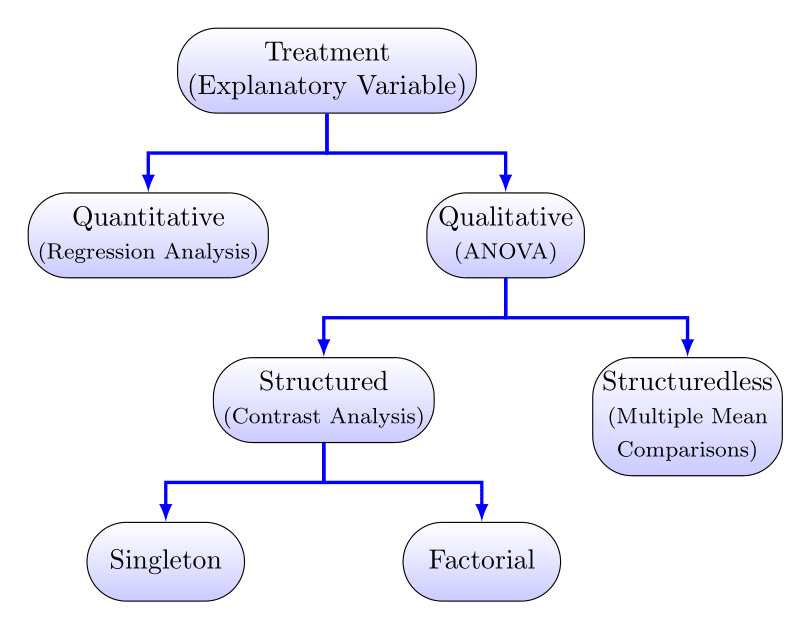 Treatment
(Explanatory Variable)
Quantitative
(Regression Analysis)
Qualitative
(ANOVA)
Structured
(Contrast Analysis)
Structuredless
(Multiple Mean
Comparisons)
Singleton
Factorial